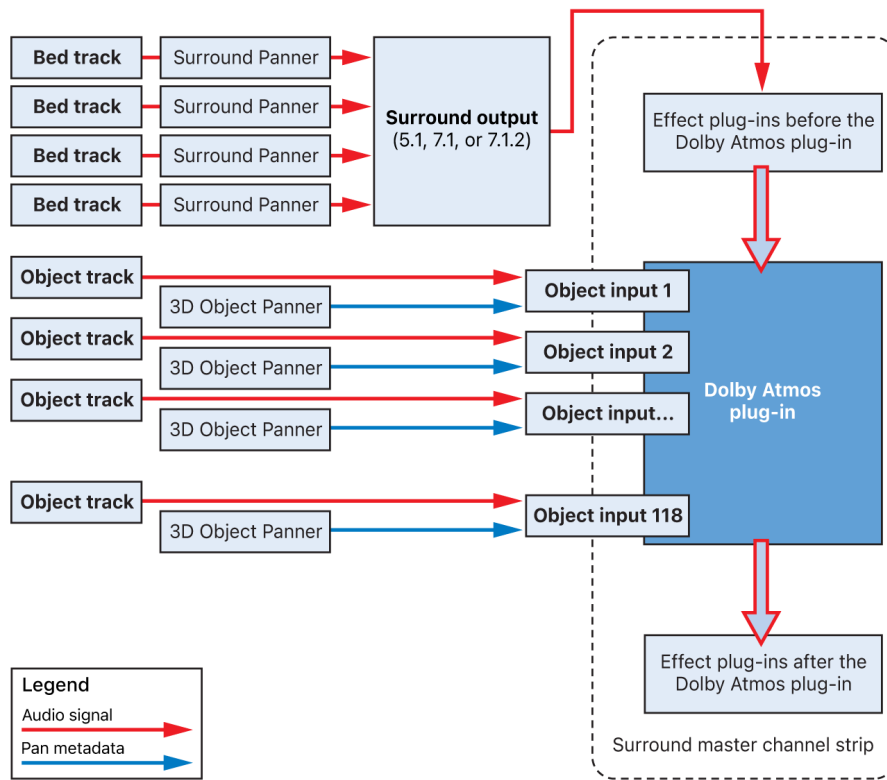 Bed track
Surround Panner
Bed track
Surround Panner
Bed track
Surround Panner
Bed track
Surround Panner
Surround output
(5.1, 7.1, or 7.1.2)
Effect plug-ins before the
Dolby Atmos plug-in
Object track
3D Object Panner
Object input 1
Object track
3D Object Panner
Object input 2
Object track
3D Object Panner
Object input...
Object track
3D Object Panner
Object input 118
Dolby Atmos
plug-in
Effect plug-ins after the
Dolby Atmos plug-in
Surround master channel strip
Legend
Audio signal
Pan metadata